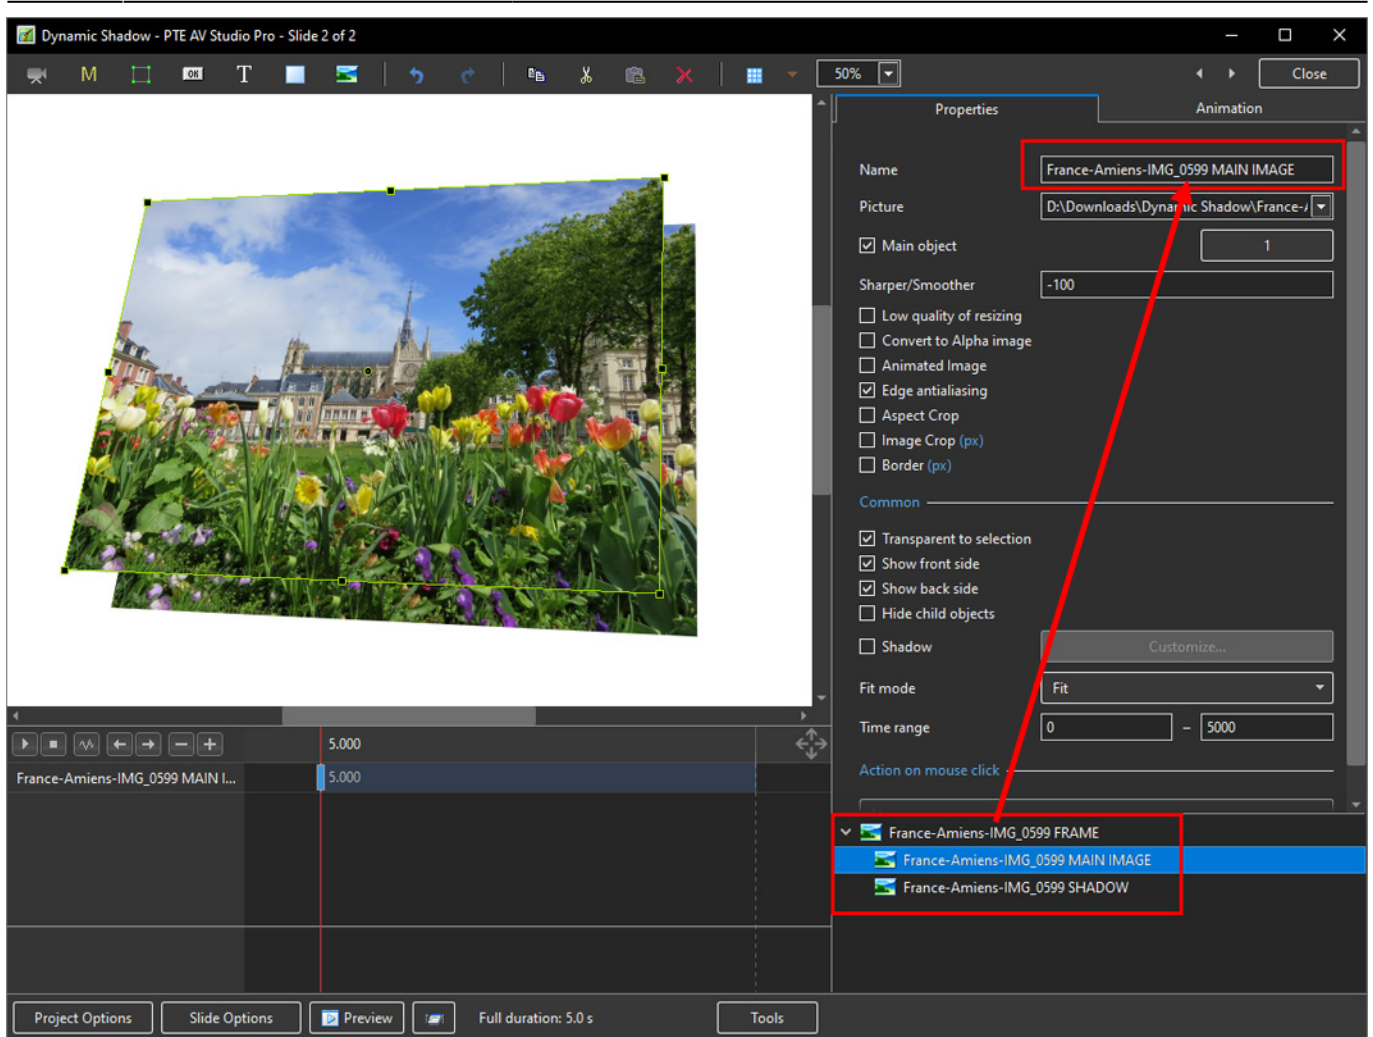 Dynamic Shadow - PTE AV Studio Pro - Slide 2 of 2
M OK T 50% Close
Properties Animation
Name France-Amiens-IMG_0599 MAIN IMAGE
Picture D:\Downloads\Dynamic Shadow\France-
Main object 1
Sharper/Smoother -100
Low quality of resizing
Convert to Alpha image
Animated Image
Edge antialiasing
Aspect Crop
Image Crop (px)
Border (px)
Common
Transparent to selection
Show front side
Show back side
Hide child objects
Shadow Customize...
Fit mode Fit
Time range 0 – 5000
Action on mouse click
5.000
France-Amiens-IMG_0599 MAIN I... 5.000
France-Amiens-IMG_0599 FRAME
France-Amiens-IMG_0599 MAIN IMAGE
France-Amiens-IMG_0599 SHADOW
Project Options Slide Options Preview Full duration: 5.0 s Tools